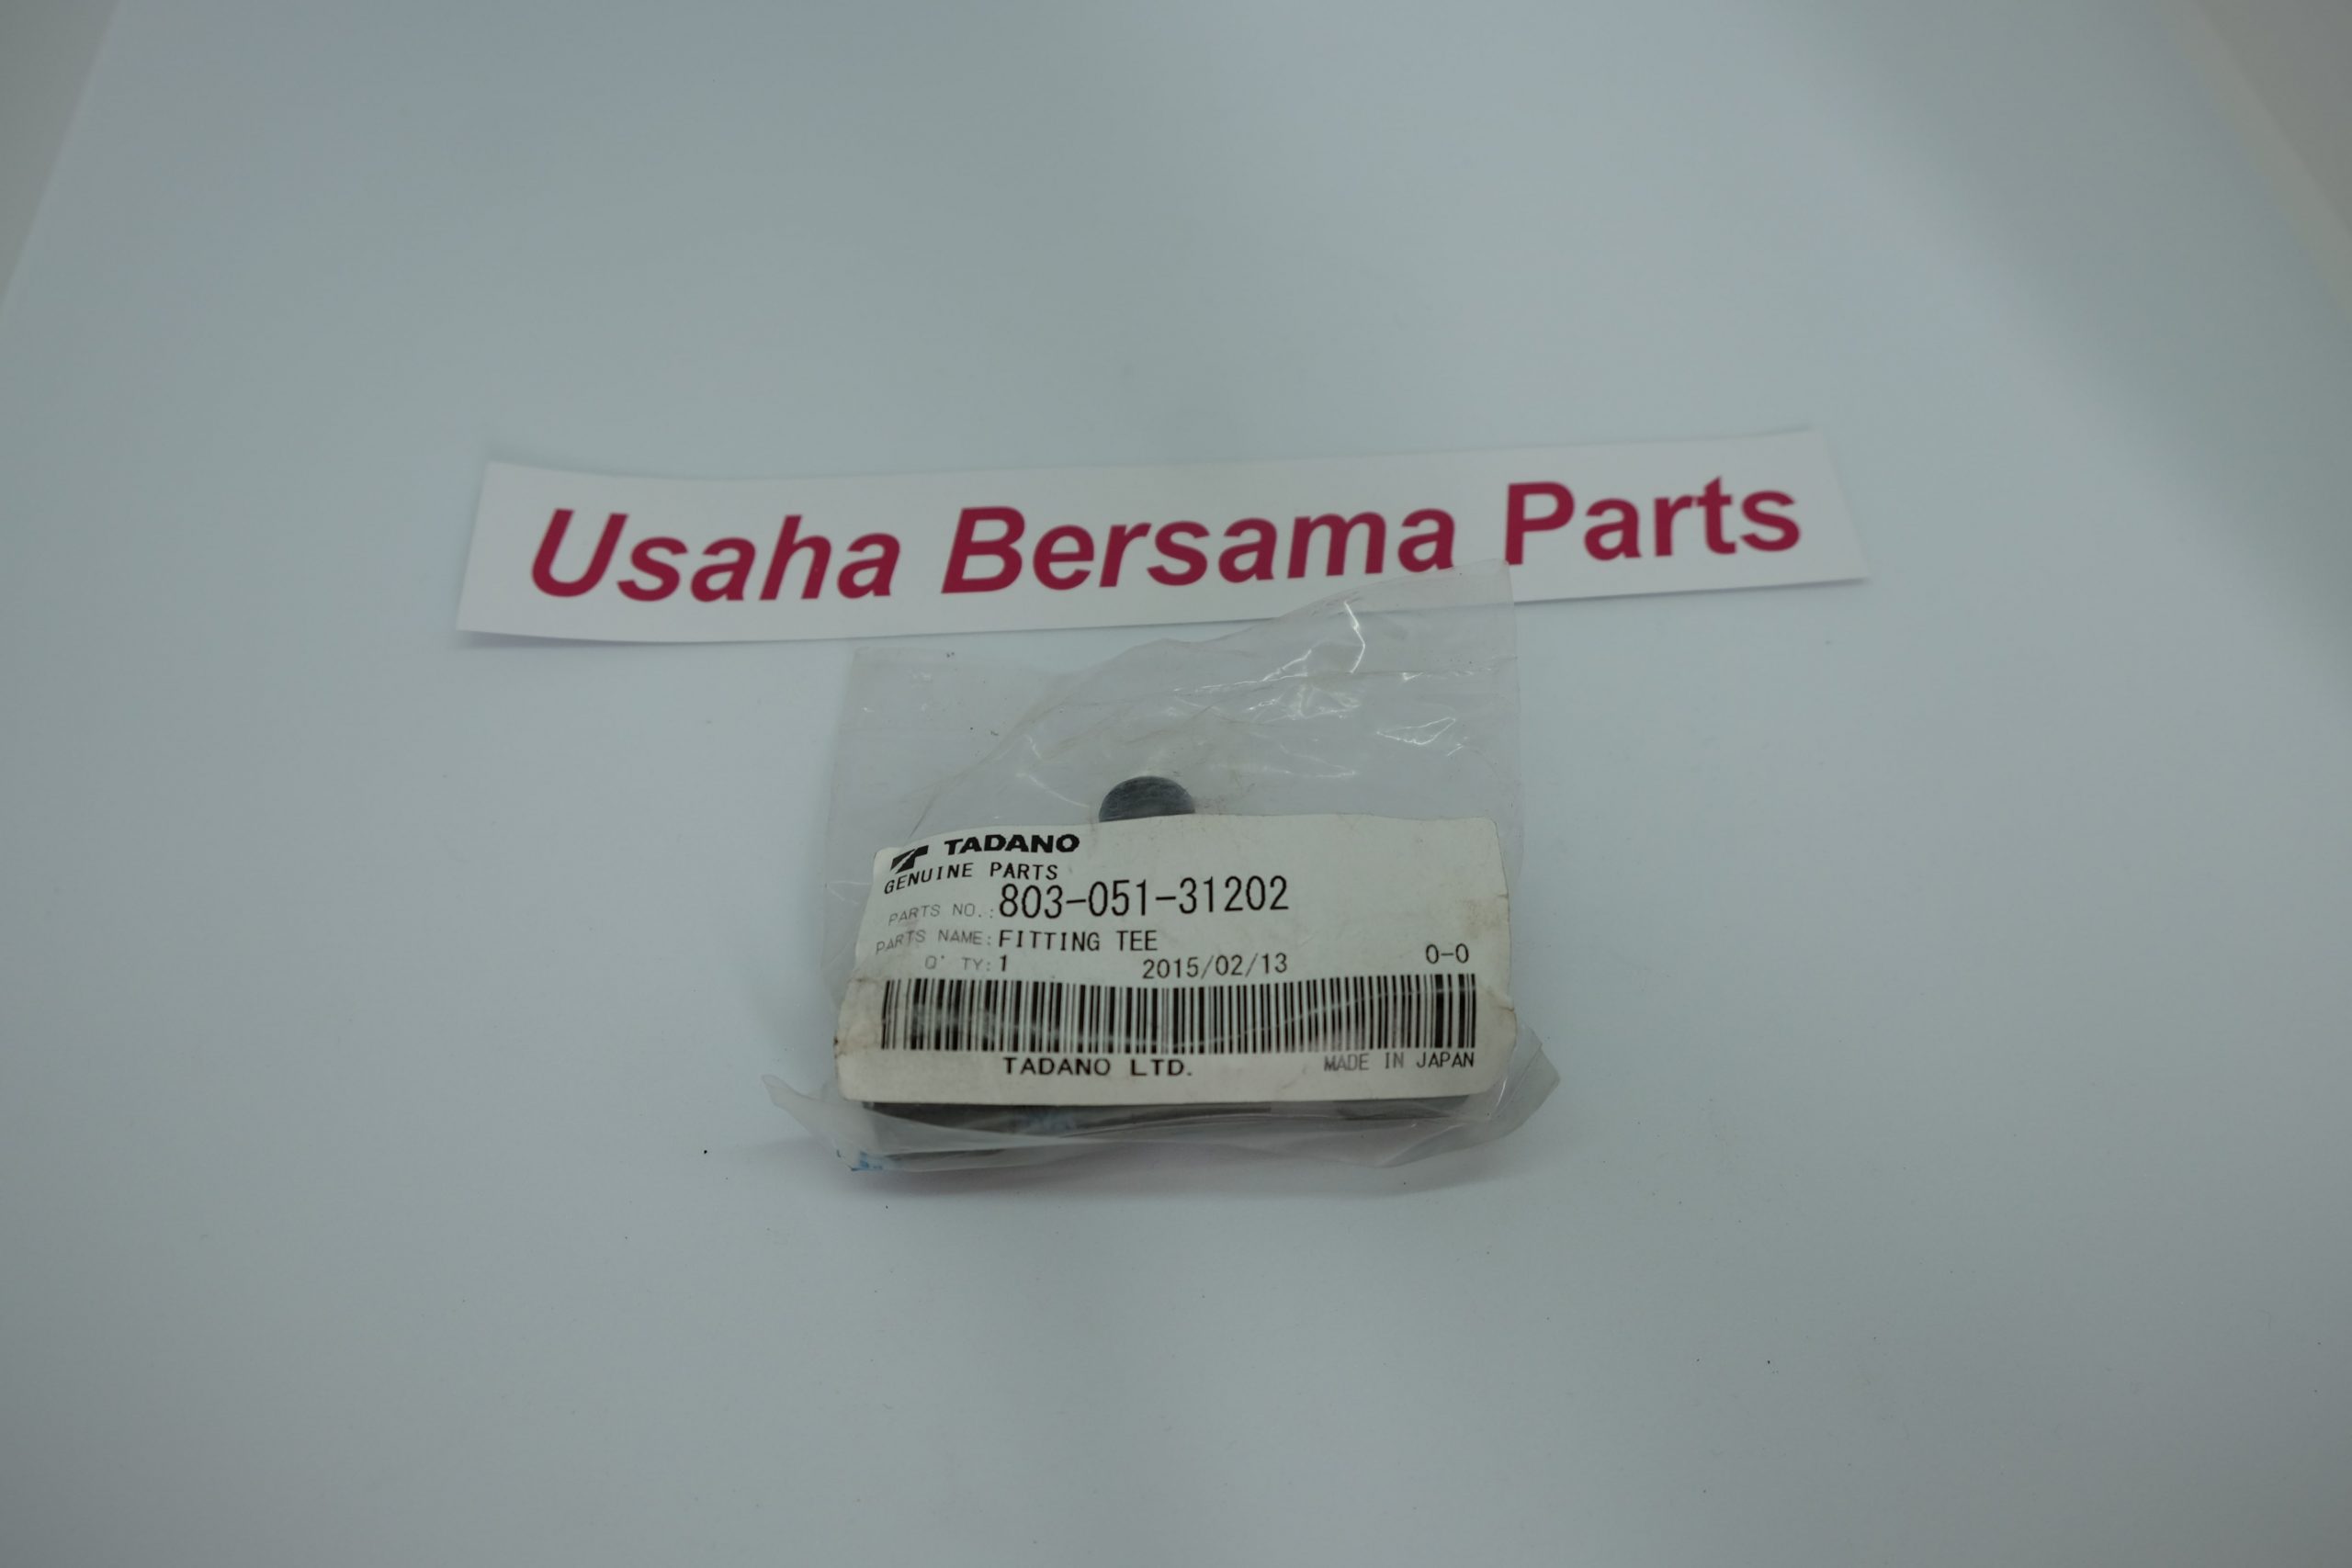 Usaha Bersama Parts
TADANO
GENUINE PARTS
PARTS NO.: 803-051-31202
PARTS NAME: FITTING TEE
Q' TY: 1 2015/02/13 0-0
TADANO LTD. MADE IN JAPAN